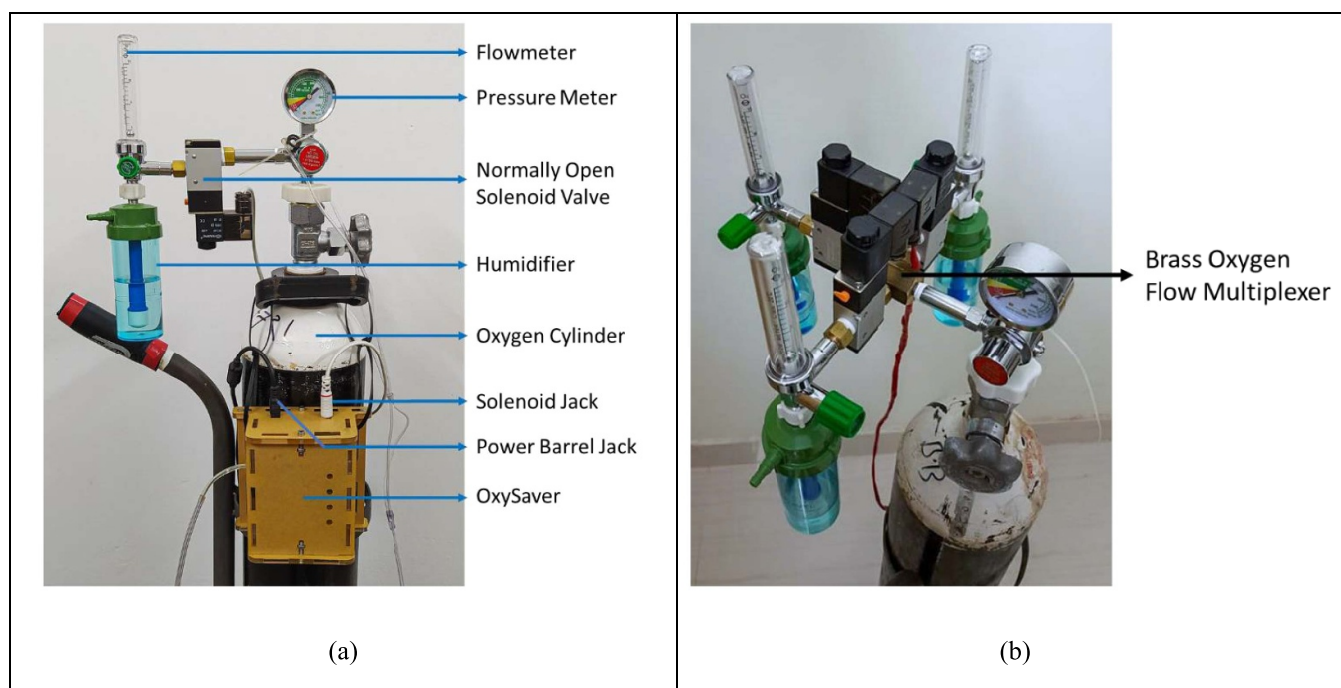 Flowmeter
Pressure Meter
Normally Open
Solenoid Valve
Humidifier
Oxygen Cylinder
Solenoid Jack
Power Barrel Jack
OxySaver
(a)
Brass Oxygen
Flow Multiplexer
(b)